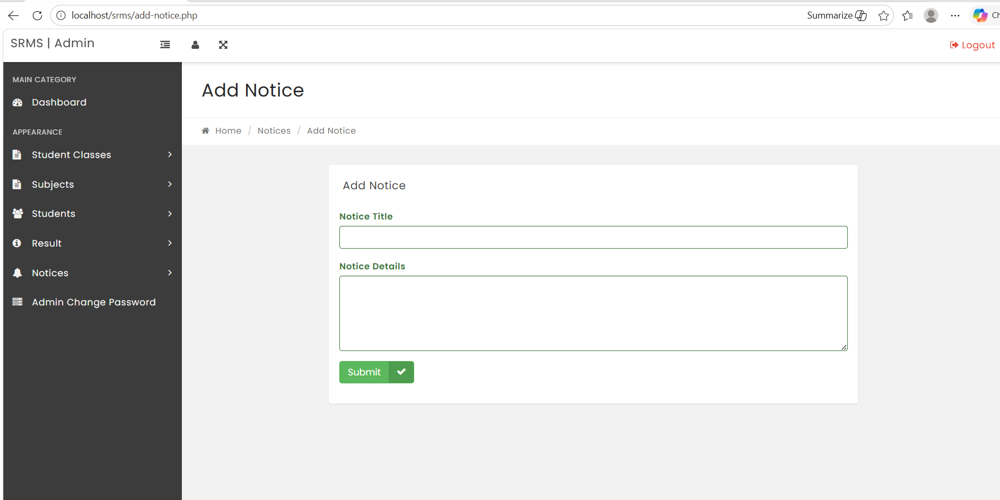 localhost/srms/add-notice.php
Summarize
SRMS | Admin
Logout
MAIN CATEGORY
Dashboard
APPEARANCE
Student Classes
Subjects
Students
Result
Notices
Admin Change Password
Add Notice
Home / Notices / Add Notice
Add Notice
Notice Title
Notice Details
Submit